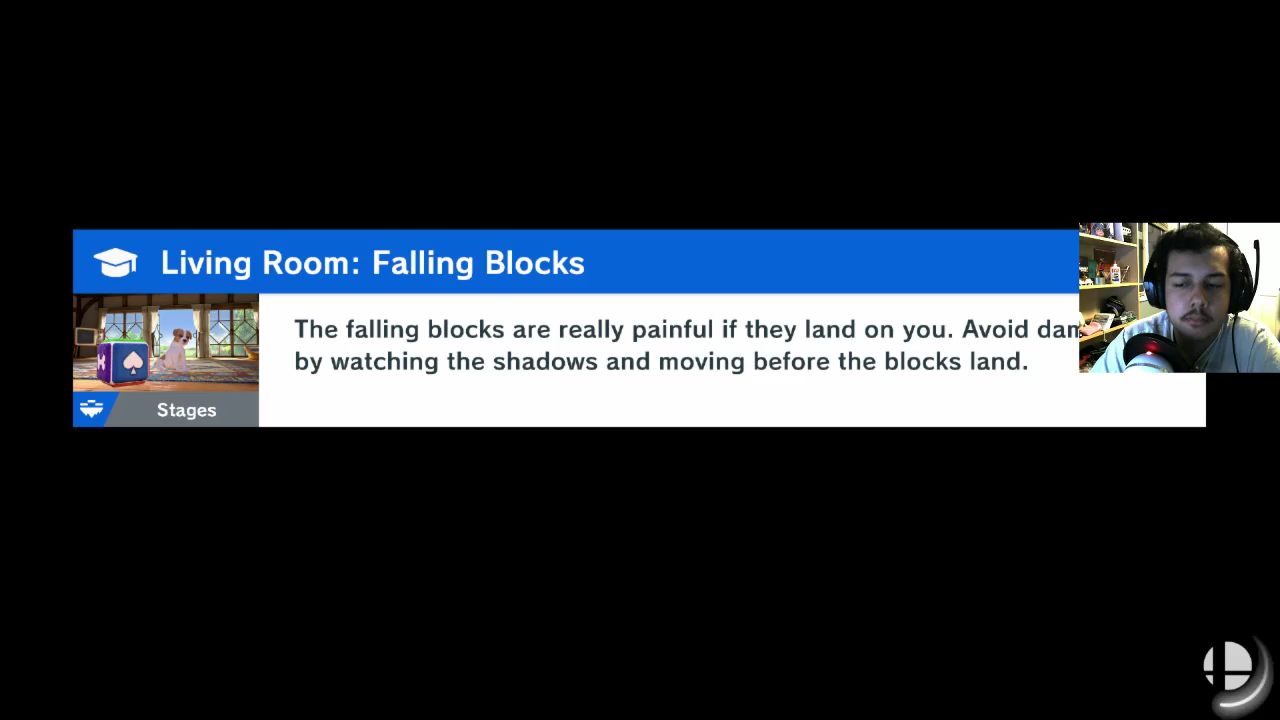 Living Room: Falling Blocks
The falling blocks are really painful if they land on you. Avoid
by watching the shadows and moving before the blocks land.
Stages